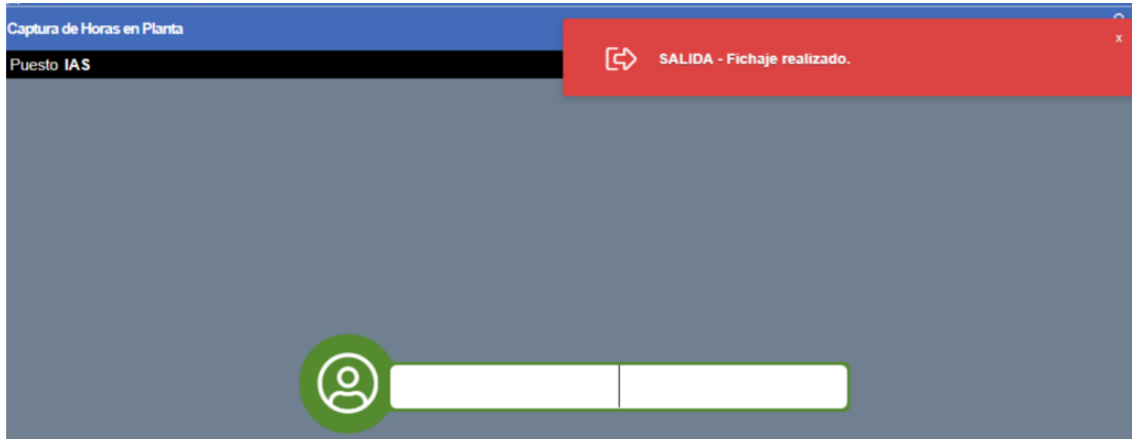 Captura de Horas en Planta
x
SALIDA - Fichaje realizado.
Puesto IAS